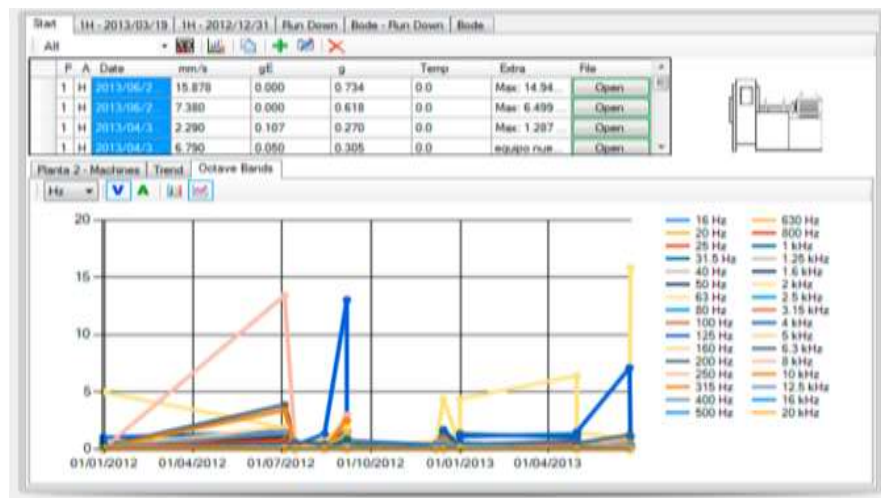 Start 1H - 2013/03/19 1H - 2012/12/31 Run Down Bode - Run Down Bode
All
P A Date mm/s gE g Temp Extra File
1 H 2013/06/2 15.878 0.000 0.734 0.0 Max: 14.94... Open
1 H 2013/06/2 7.380 0.000 0.618 0.0 Max: 6.499 ... Open
1 H 2013/04/3 2.290 0.107 0.270 0.0 Max: 1.287 ... Open
1 H 2013/04/3 6.790 0.050 0.305 0.0 equipo nue... Open
Planta 2 - Machines Trend Octave Bands
Hz V A
20
15
10
5
0
01/01/2012 01/04/2012 01/07/2012 01/10/2012 01/01/2013 01/04/2013
16 Hz 630 Hz
20 Hz 800 Hz
25 Hz 1 kHz
31.5 Hz 1.25 kHz
40 Hz 1.6 kHz
50 Hz 2 kHz
63 Hz 2.5 kHz
80 Hz 3.15 kHz
100 Hz 4 kHz
125 Hz 5 kHz
160 Hz 6.3 kHz
200 Hz 8 kHz
250 Hz 10 kHz
315 Hz 12.5 kHz
400 Hz 16 kHz
500 Hz 20 kHz